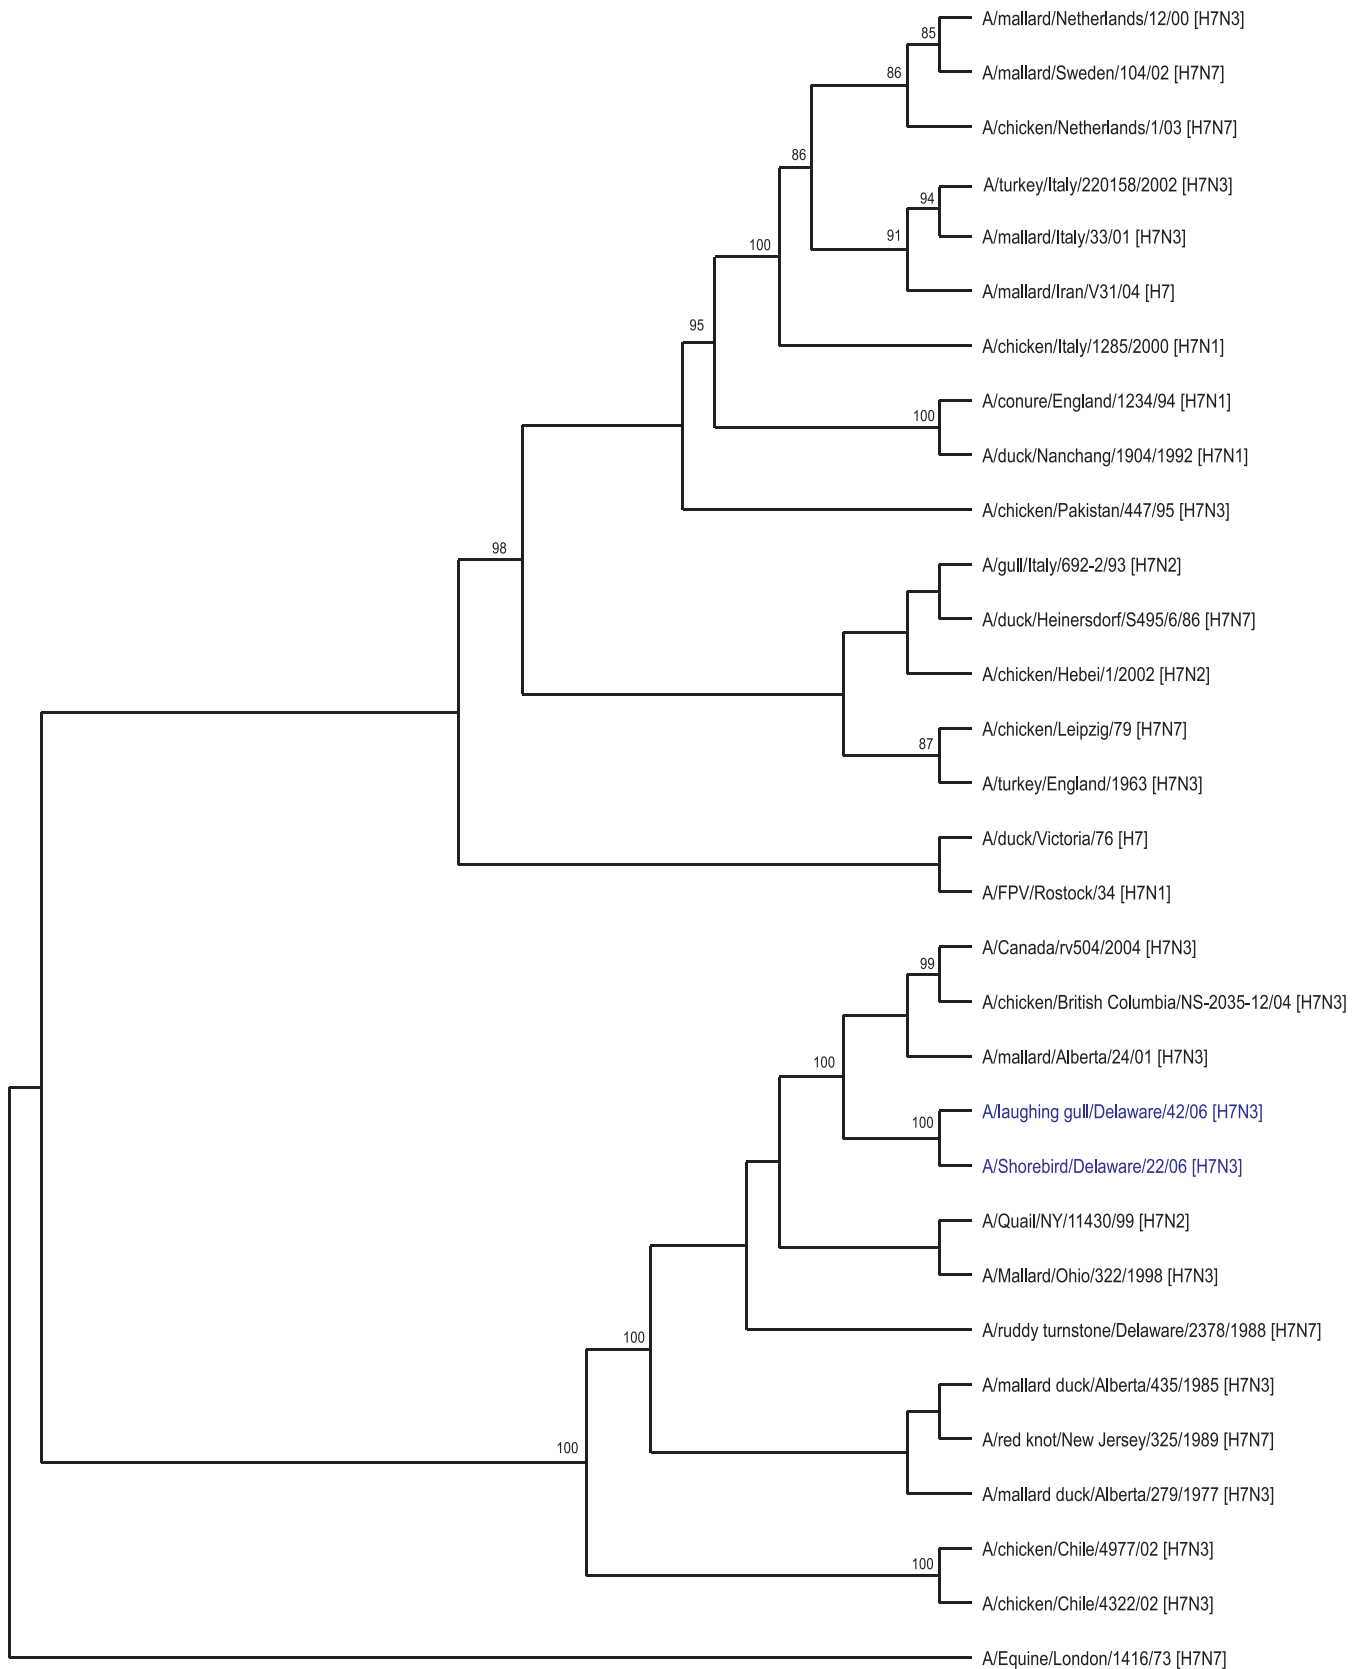 A/mallard/Netherlands/12/00 [H7N3]
85
A/mallard/Sweden/104/02 [H7N7]
86
A/chicken/Netherlands/1/03 [H7N7]
86
A/turkey/Italy/220158/2002 [H7N3]
94
A/mallard/Italy/33/01 [H7N3]
91
100
A/mallard/Iran/V31/04 [H7]
95
A/chicken/Italy/1285/2000 [H7N1]
A/conure/England/1234/94 [H7N1]
100
A/duck/Nanchang/1904/1992 [H7N1]
A/chicken/Pakistan/447/95 [H7N3]
98
A/gull/Italy/692-2/93 [H7N2]
A/duck/Heinersdorf/S495/6/86 [H7N7]
A/chicken/Hebei/1/2002 [H7N2]
A/chicken/Leipzig/79 [H7N7]
87
A/turkey/England/1963 [H7N3]
A/duck/Victoria/76 [H7]
A/FPV/Rostock/34 [H7N1]
A/Canada/rv504/2004 [H7N3]
99
A/chicken/British Columbia/NS-2035-12/04 [H7N3]
A/mallard/Alberta/24/01 [H7N3]
100
A/laughing gull/Delaware/42/06 [H7N3]
100
A/Shorebird/Delaware/22/06 [H7N3]
A/Quail/NY/11430/99 [H7N2]
A/Mallard/Ohio/322/1998 [H7N3]
A/ruddy turnstone/Delaware/2378/1988 [H7N7]
100
A/mallard duck/Alberta/435/1985 [H7N3]
A/red knot/New Jersey/325/1989 [H7N7]
100
A/mallard duck/Alberta/279/1977 [H7N3]
A/chicken/Chile/4977/02 [H7N3]
100
A/chicken/Chile/4322/02 [H7N3]
A/Equine/London/1416/73 [H7N7]